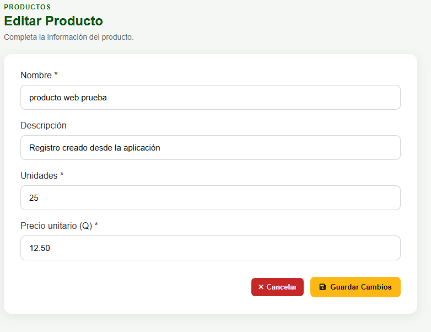 PRODUCTOS
Editar Producto
Completa la información del producto.
Nombre *
producto web prueba
Descripción
Registro creado desde la aplicación
Unidades *
25
Precio unitario (Q) *
12.50
× Cancelar
Guardar Cambios